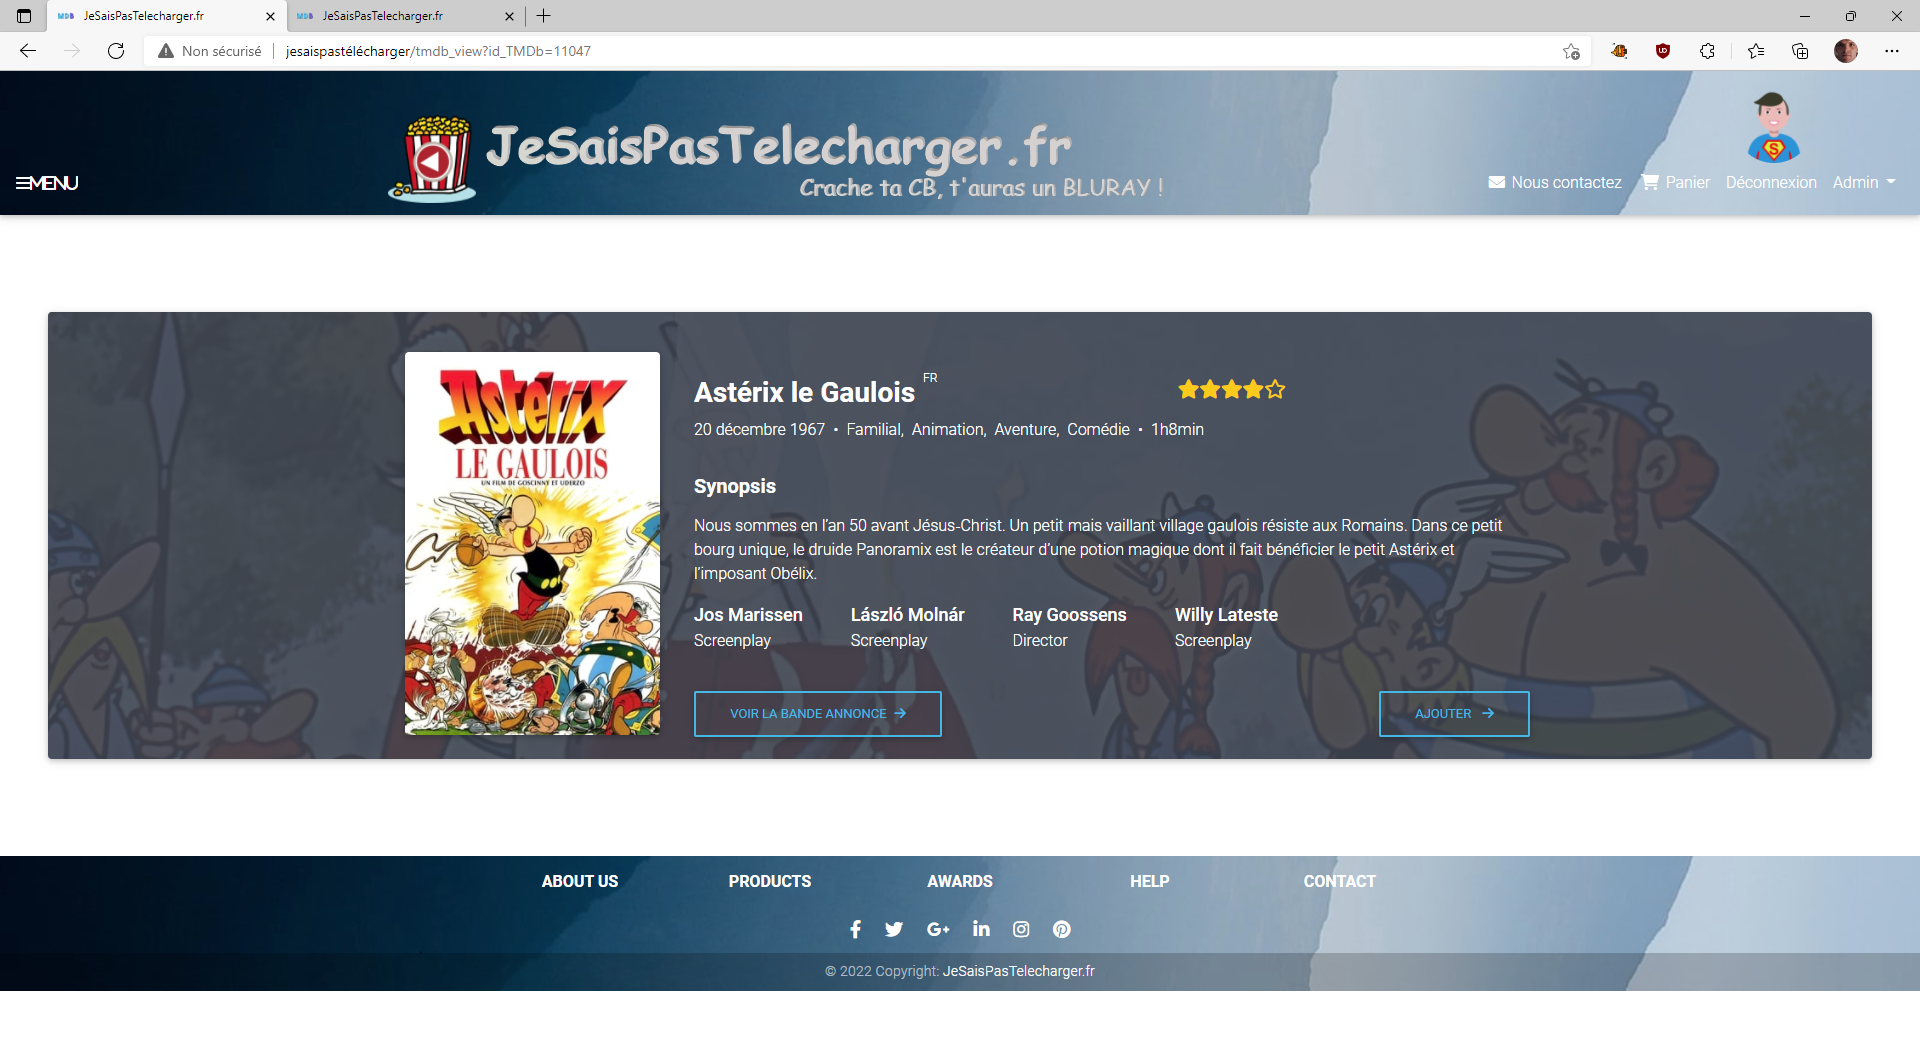 JeSaisPasTelecharger.fr
JeSaisPasTelecharger.fr
Non sécurisé
jesaispastélécharger/tmdb_view?id_TMDb=11047
JeSaisPasTelecharger.fr
Crache ta CB, t'auras un BLURAY !
MENU
Nous contactez
Panier
Déconnexion
Admin
S
ASTÉRIX
LE GAULOIS
UN FILM DE GOSCINNY ET UDERZO
Astérix le Gaulois FR
20 décembre 1967 • Familial, Animation, Aventure, Comédie • 1h8min
Synopsis
Nous sommes en l’an 50 avant Jésus-Christ. Un petit mais vaillant village gaulois résiste aux Romains. Dans ce petit
bourg unique, le druide Panoramix est le créateur d’une potion magique dont il fait bénéficier le petit Astérix et
l’imposant Obélix.
Jos Marissen László Molnár Ray Goossens Willy Lateste
Screenplay Screenplay Director Screenplay
VOIR LA BANDE ANNONCE
AJOUTER
ABOUT US PRODUCTS AWARDS HELP CONTACT
© 2022 Copyright: JeSaisPasTelecharger.fr